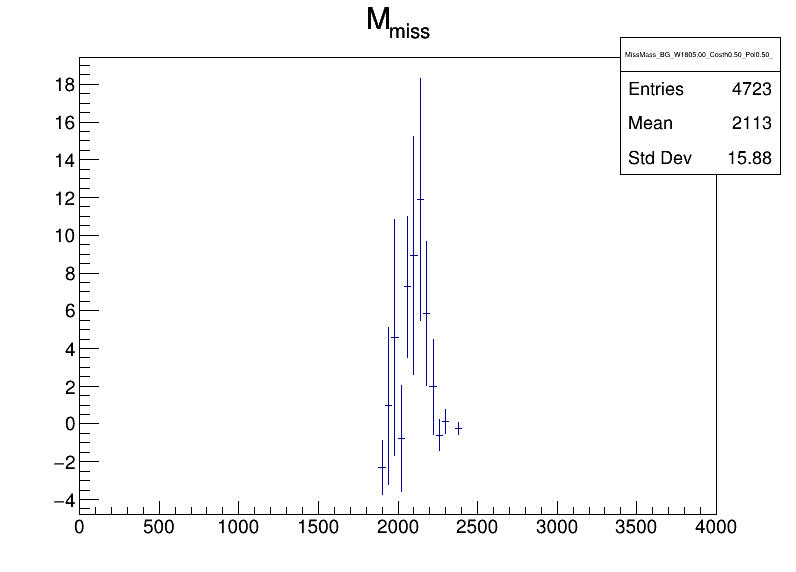 M_miss
MissMass_BG_W1805.00_Costh0.50_Pol0.50_
Entries 4723
Mean 2113
Std Dev 15.88
18
16
14
12
10
8
6
4
2
0
−2
−4
0 500 1000 1500 2000 2500 3000 3500 4000